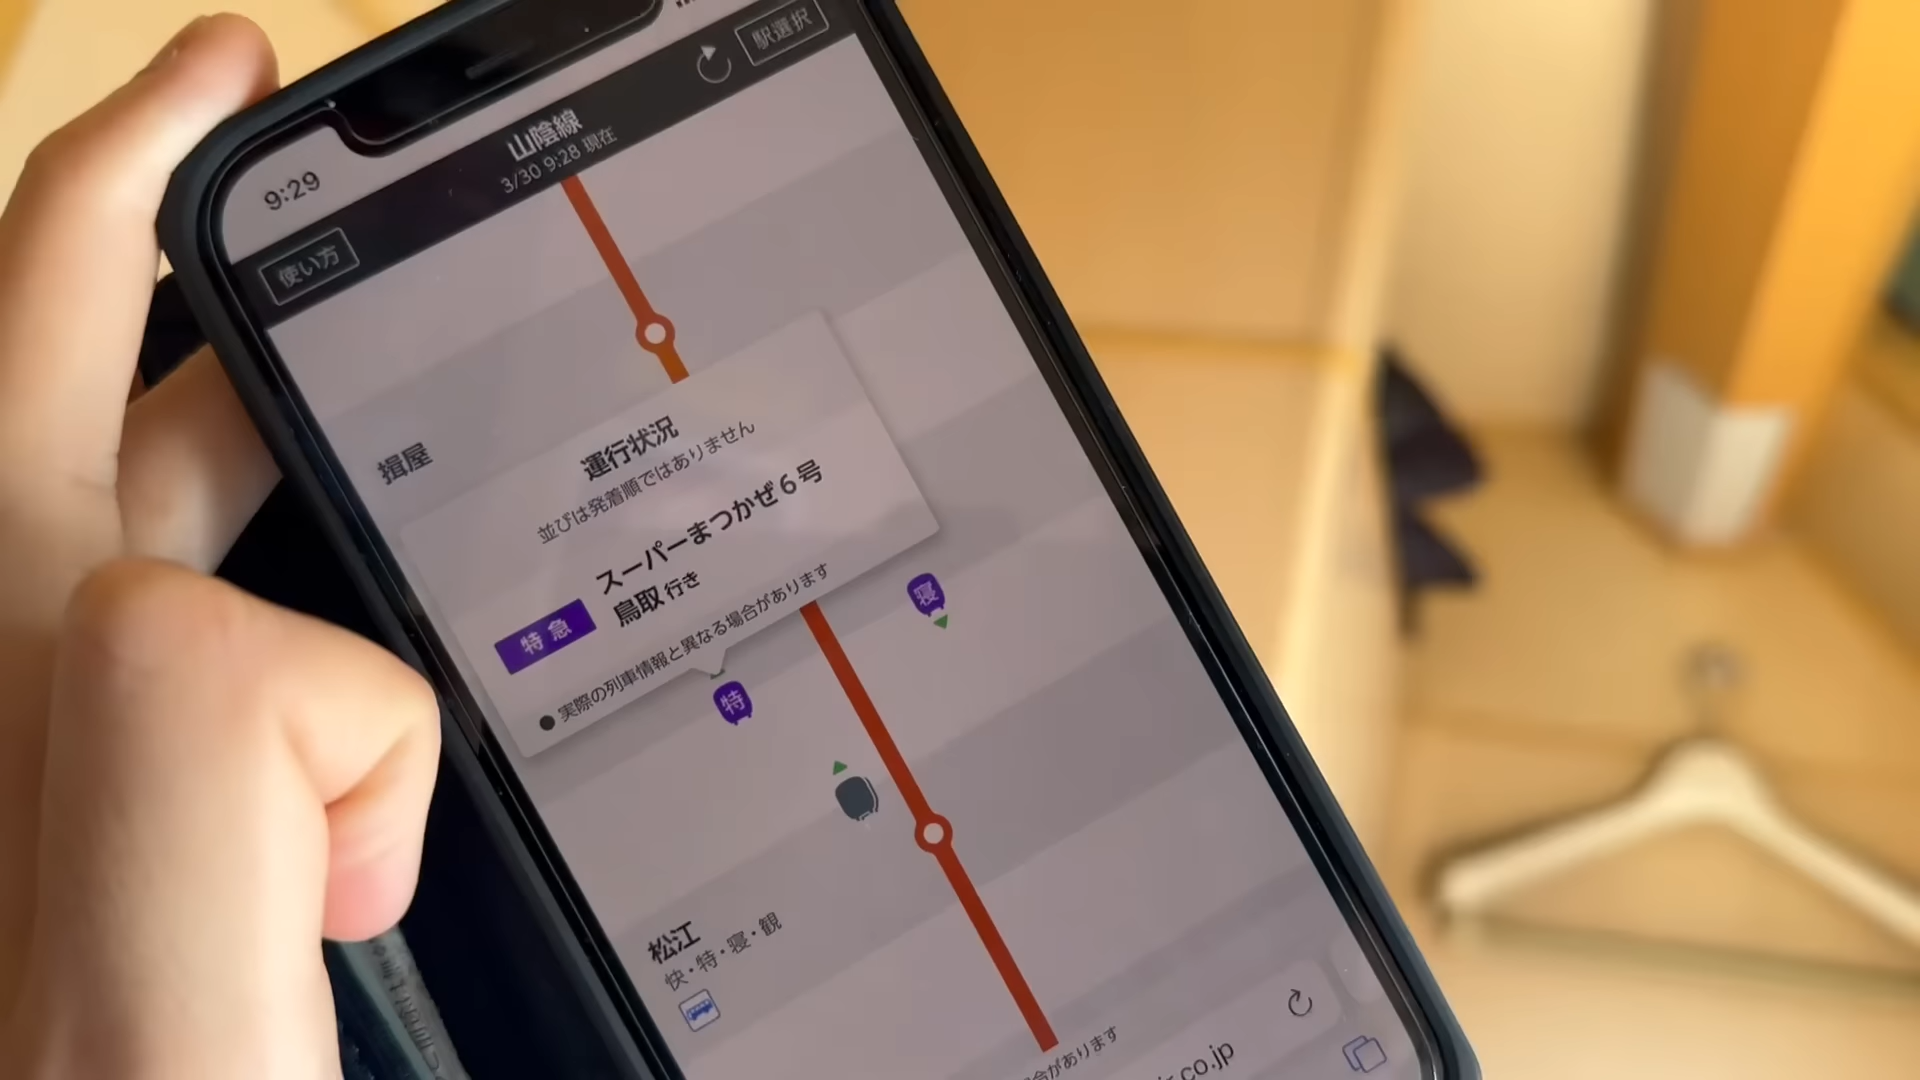 9:29
駅選択
山陰線
3/30 9:28 現在
使い方
揖屋
運行状況
並びは発着順ではありません
特急
スーパーまつかぜ6号
鳥取行き
●実際の列車情報と異なる場合があります
寝
特
松江
快・特・寝・観
合があります
.co.jp